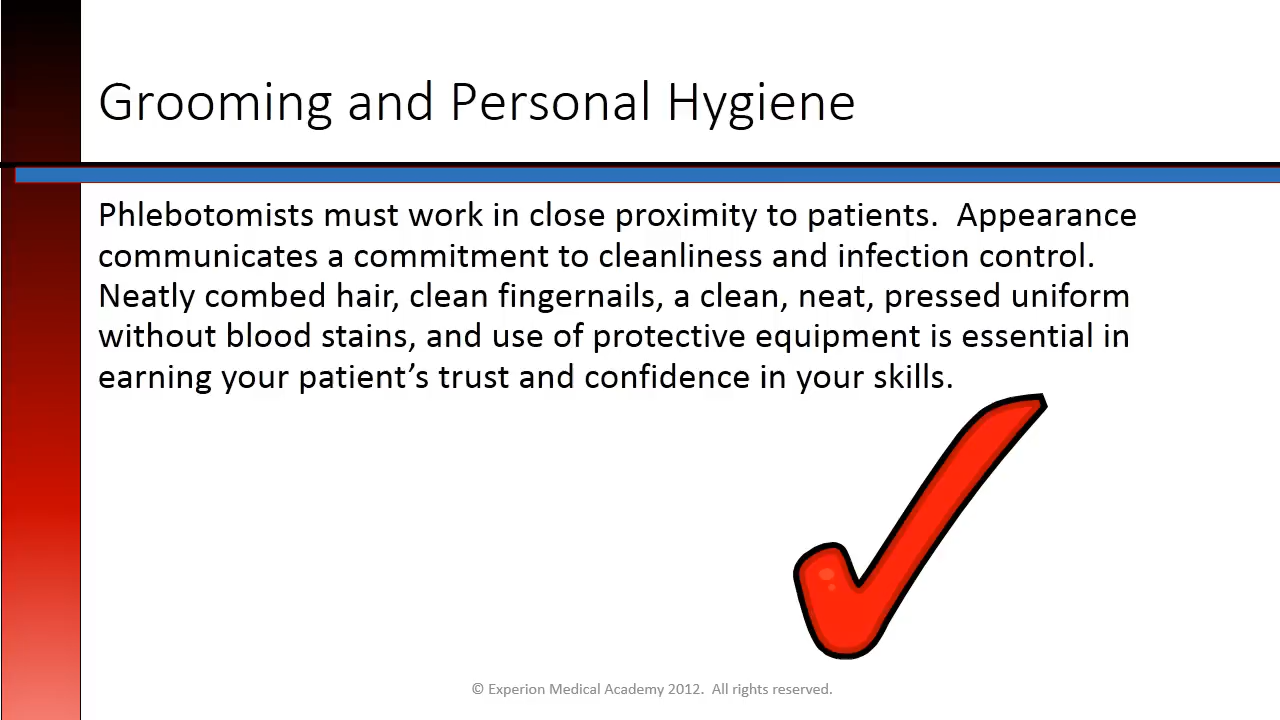 Grooming and Personal Hygiene
Phlebotomists must work in close proximity to patients.  Appearance
communicates a commitment to cleanliness and infection control.
Neatly combed hair, clean fingernails, a clean, neat, pressed uniform
without blood stains, and use of protective equipment is essential in
earning your patient’s trust and confidence in your skills.
© Experion Medical Academy 2012.  All rights reserved.